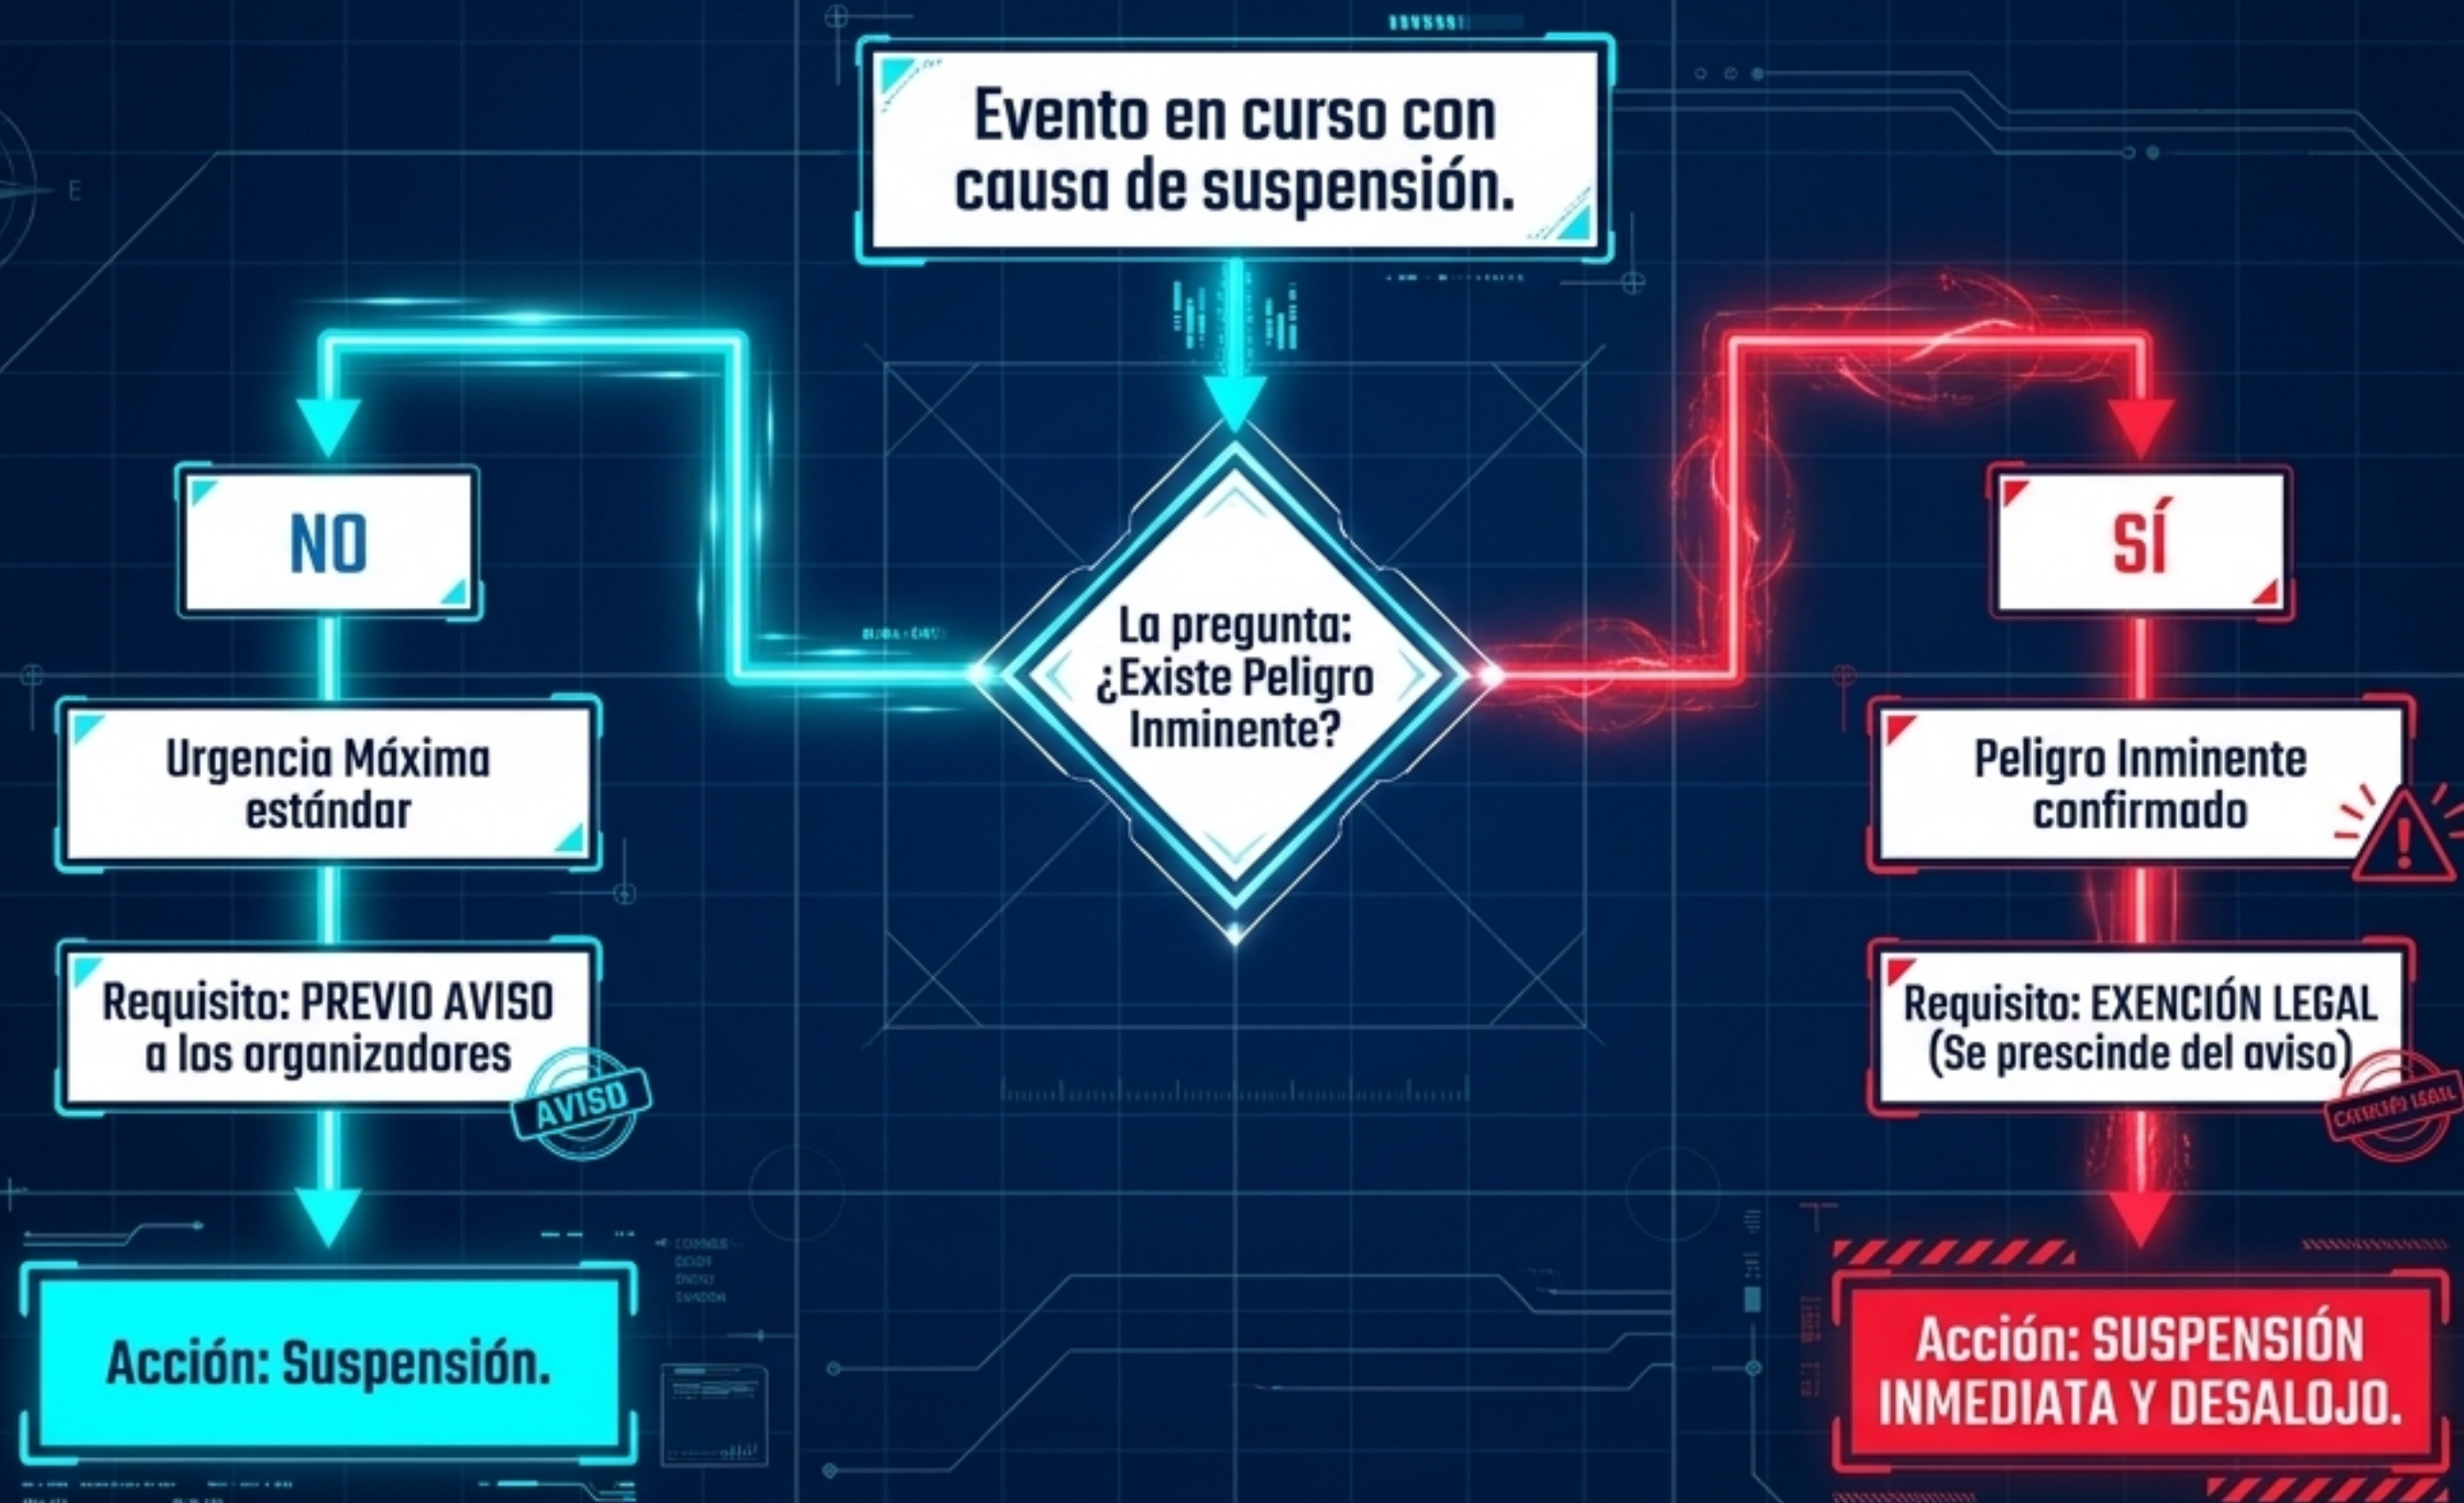 Evento en curso con
causa de suspensión.
E
La pregunta:
¿Existe Peligro
Inminente?
NO
Urgencia Máxima
estándar
Requisito: PREVIO AVISO
a los organizadores
AVISO
Acción: Suspensión.
SÍ
Peligro Inminente
confirmado
Requisito: EXENCIÓN LEGAL
(Se prescinde del aviso)
Acción: SUSPENSIÓN
INMEDIATA Y DESALOJO.